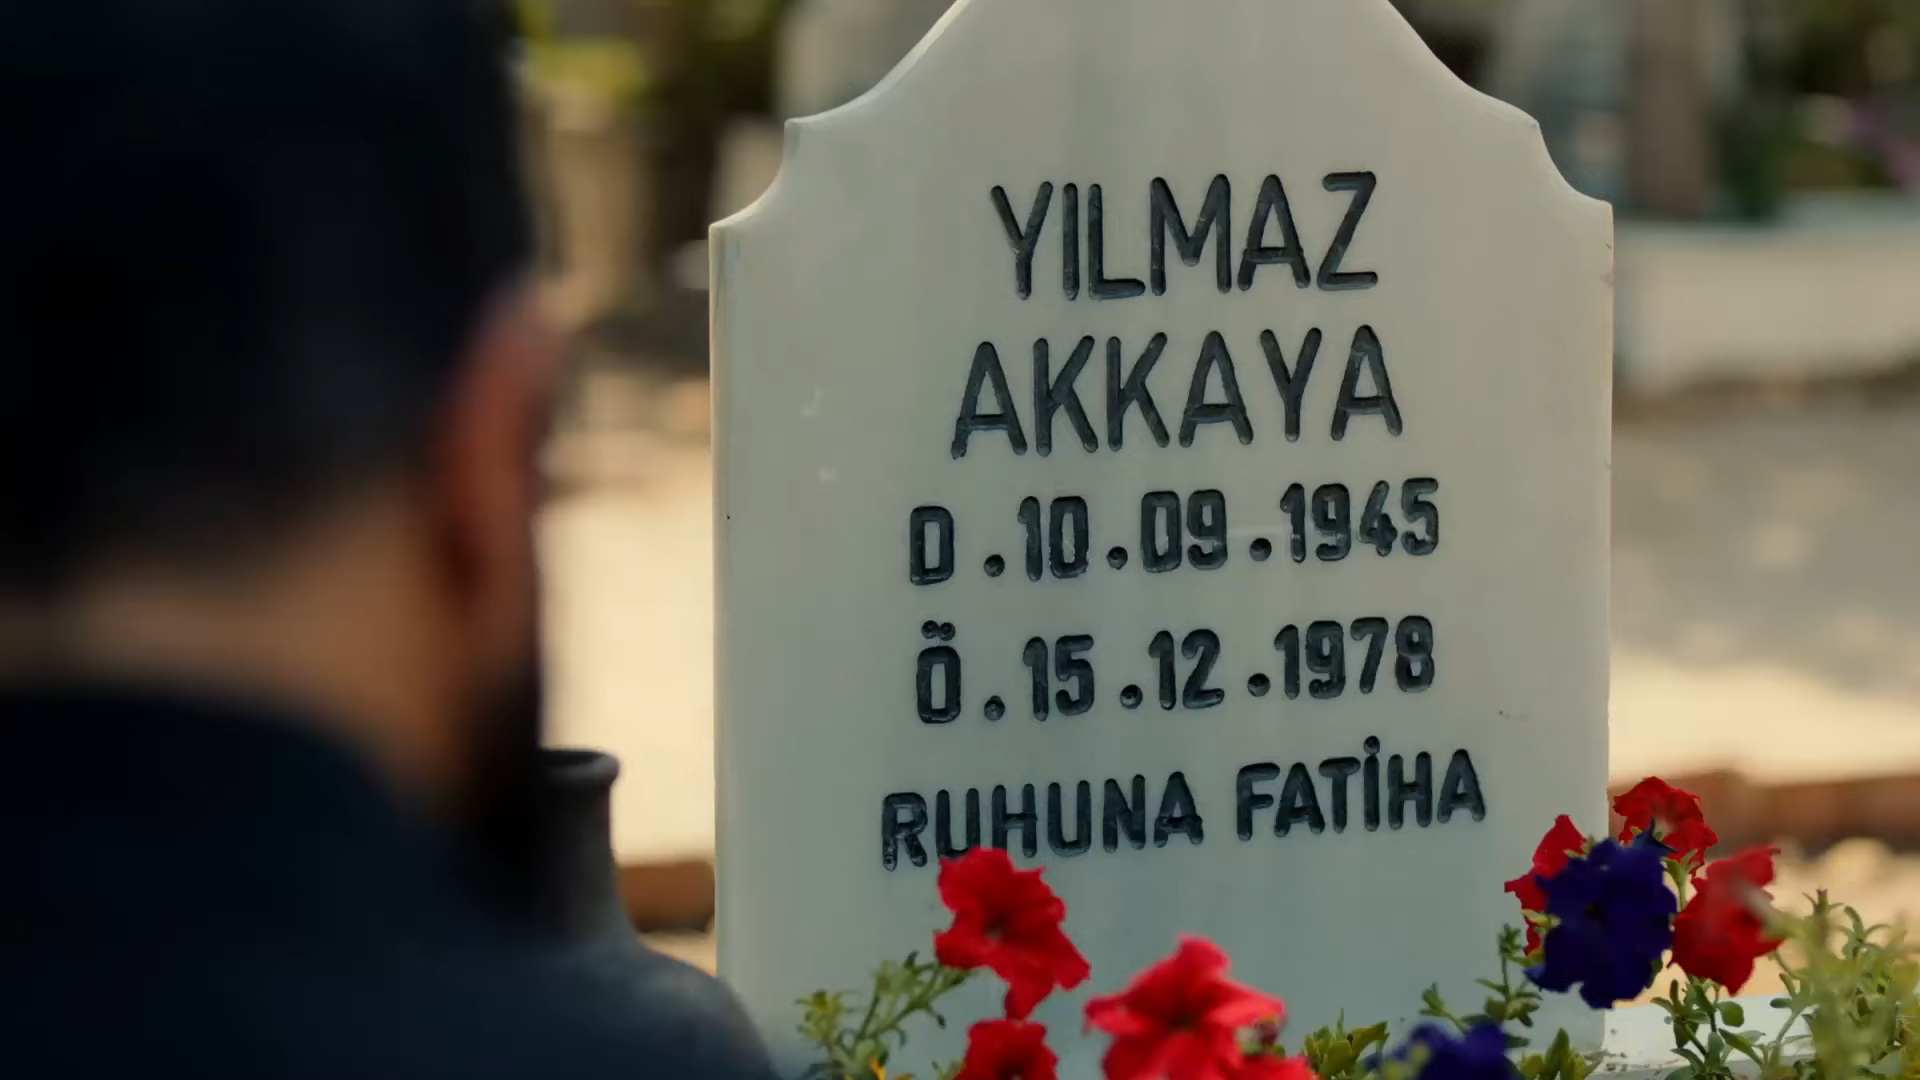 YILMAZ
AKKAYA
D.10.09.1945
Ö.15.12.1978
RUHUNA FATİHA